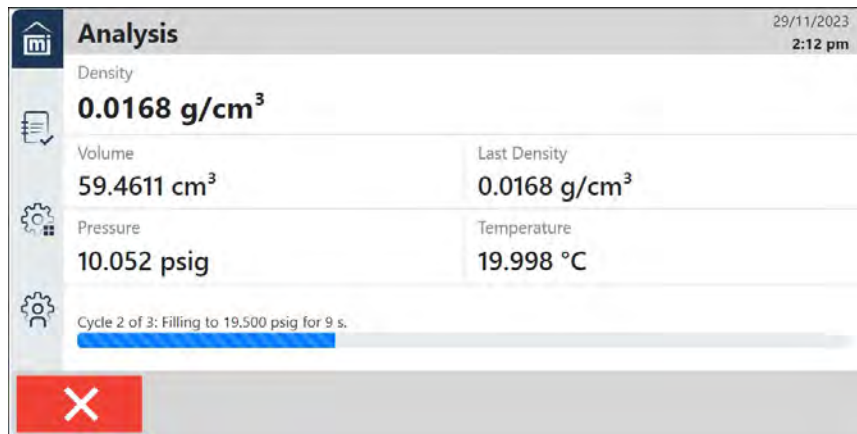 mi
Analysis
29/11/2023
2:12 pm
Density
0.0168 g/cm³
Volume
59.4611 cm³
Last Density
0.0168 g/cm³
Pressure
10.052 psig
Temperature
19.998 °C
Cycle 2 of 3: Filling to 19.500 psig for 9 s.